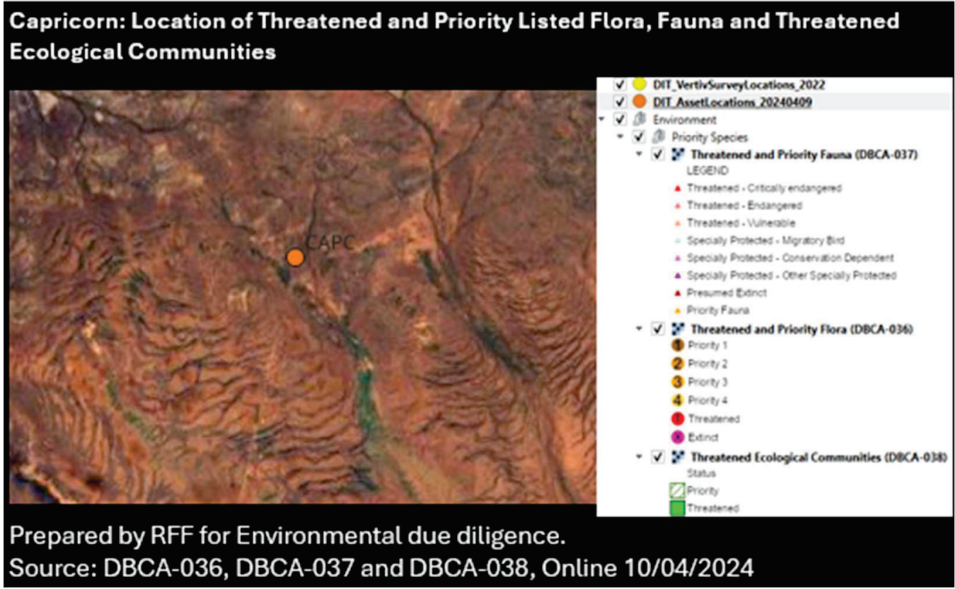 Capricorn: Location of Threatened and Priority Listed Flora, Fauna and Threatened
Ecological Communities
CAPC
DIT_VertivSurveyLocations_2022
DIT_AssetLocations_20240409
Environment
Priority Species
Threatened and Priority Fauna (DBCA-037)
LEGEND
Threatened - Critically endangered
Threatened - Endangered
Threatened - Vulnerable
Specially Protected - Migratory Bird
Specially Protected - Conservation Dependent
Specially Protected - Other Specially Protected
Presumed Extinct
Priority Fauna
Threatened and Priority Flora (DBCA-036)
1 Priority 1
2 Priority 2
3 Priority 3
4 Priority 4
T Threatened
X Extinct
Threatened Ecological Communities (DBCA-038)
Status
Priority
Threatened
Prepared by RFF for Environmental due diligence.
Source: DBCA-036, DBCA-037 and DBCA-038, Online 10/04/2024